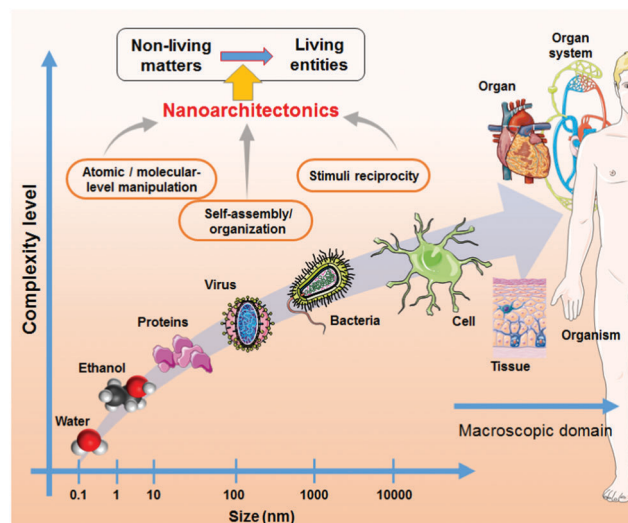 Non-living
matters
Living
entities
Organ
system
Organ
Nanoarchitectonics
Atomic / molecular-
level manipulation
Stimuli reciprocity
Self-assembly/
organization
Complexity level
Virus
Bacteria
Cell
Proteins
Organism
Tissue
Ethanol
Water
Macroscopic domain
0.1 1 10 100 1000 10000
Size (nm)